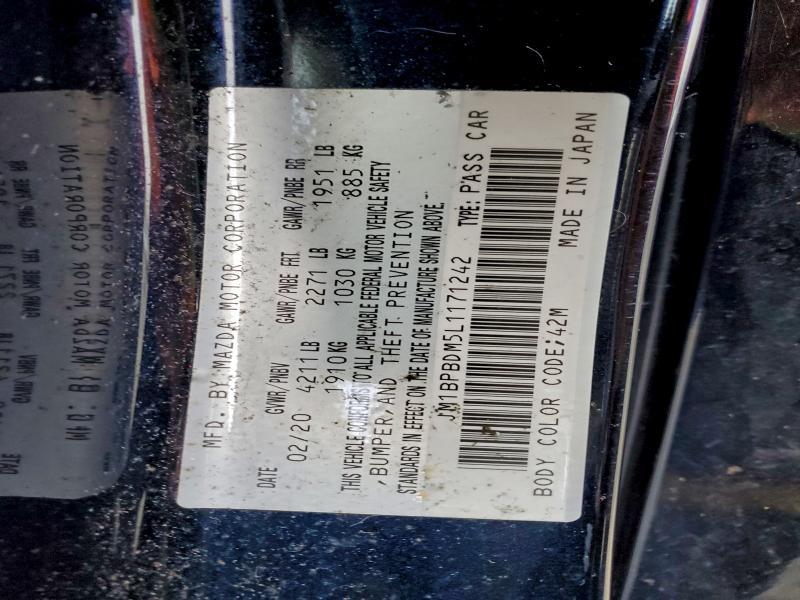 MFD. BY MAZDA MOTOR CORPORATION
DATE GVWR/PNBV GAWR/PNBE FRT. GAWR/PNBE RR
02/20 4211 LB 2271 LB 1951 LB
1910 KG 1030 KG 885 KG
THIS VEHICLE CONFORMS TO ALL APPLICABLE FEDERAL MOTOR VEHICLE SAFETY
, BUMPER, AND THEFT PREVENTION
STANDARDS IN EFFECT ON THE DATE OF MANUFACTURE SHOWN ABOVE.
JM1BPBDM5L1171242 TYPE: PASS CAR
BODY COLOR CODE;42M MADE IN JAPAN